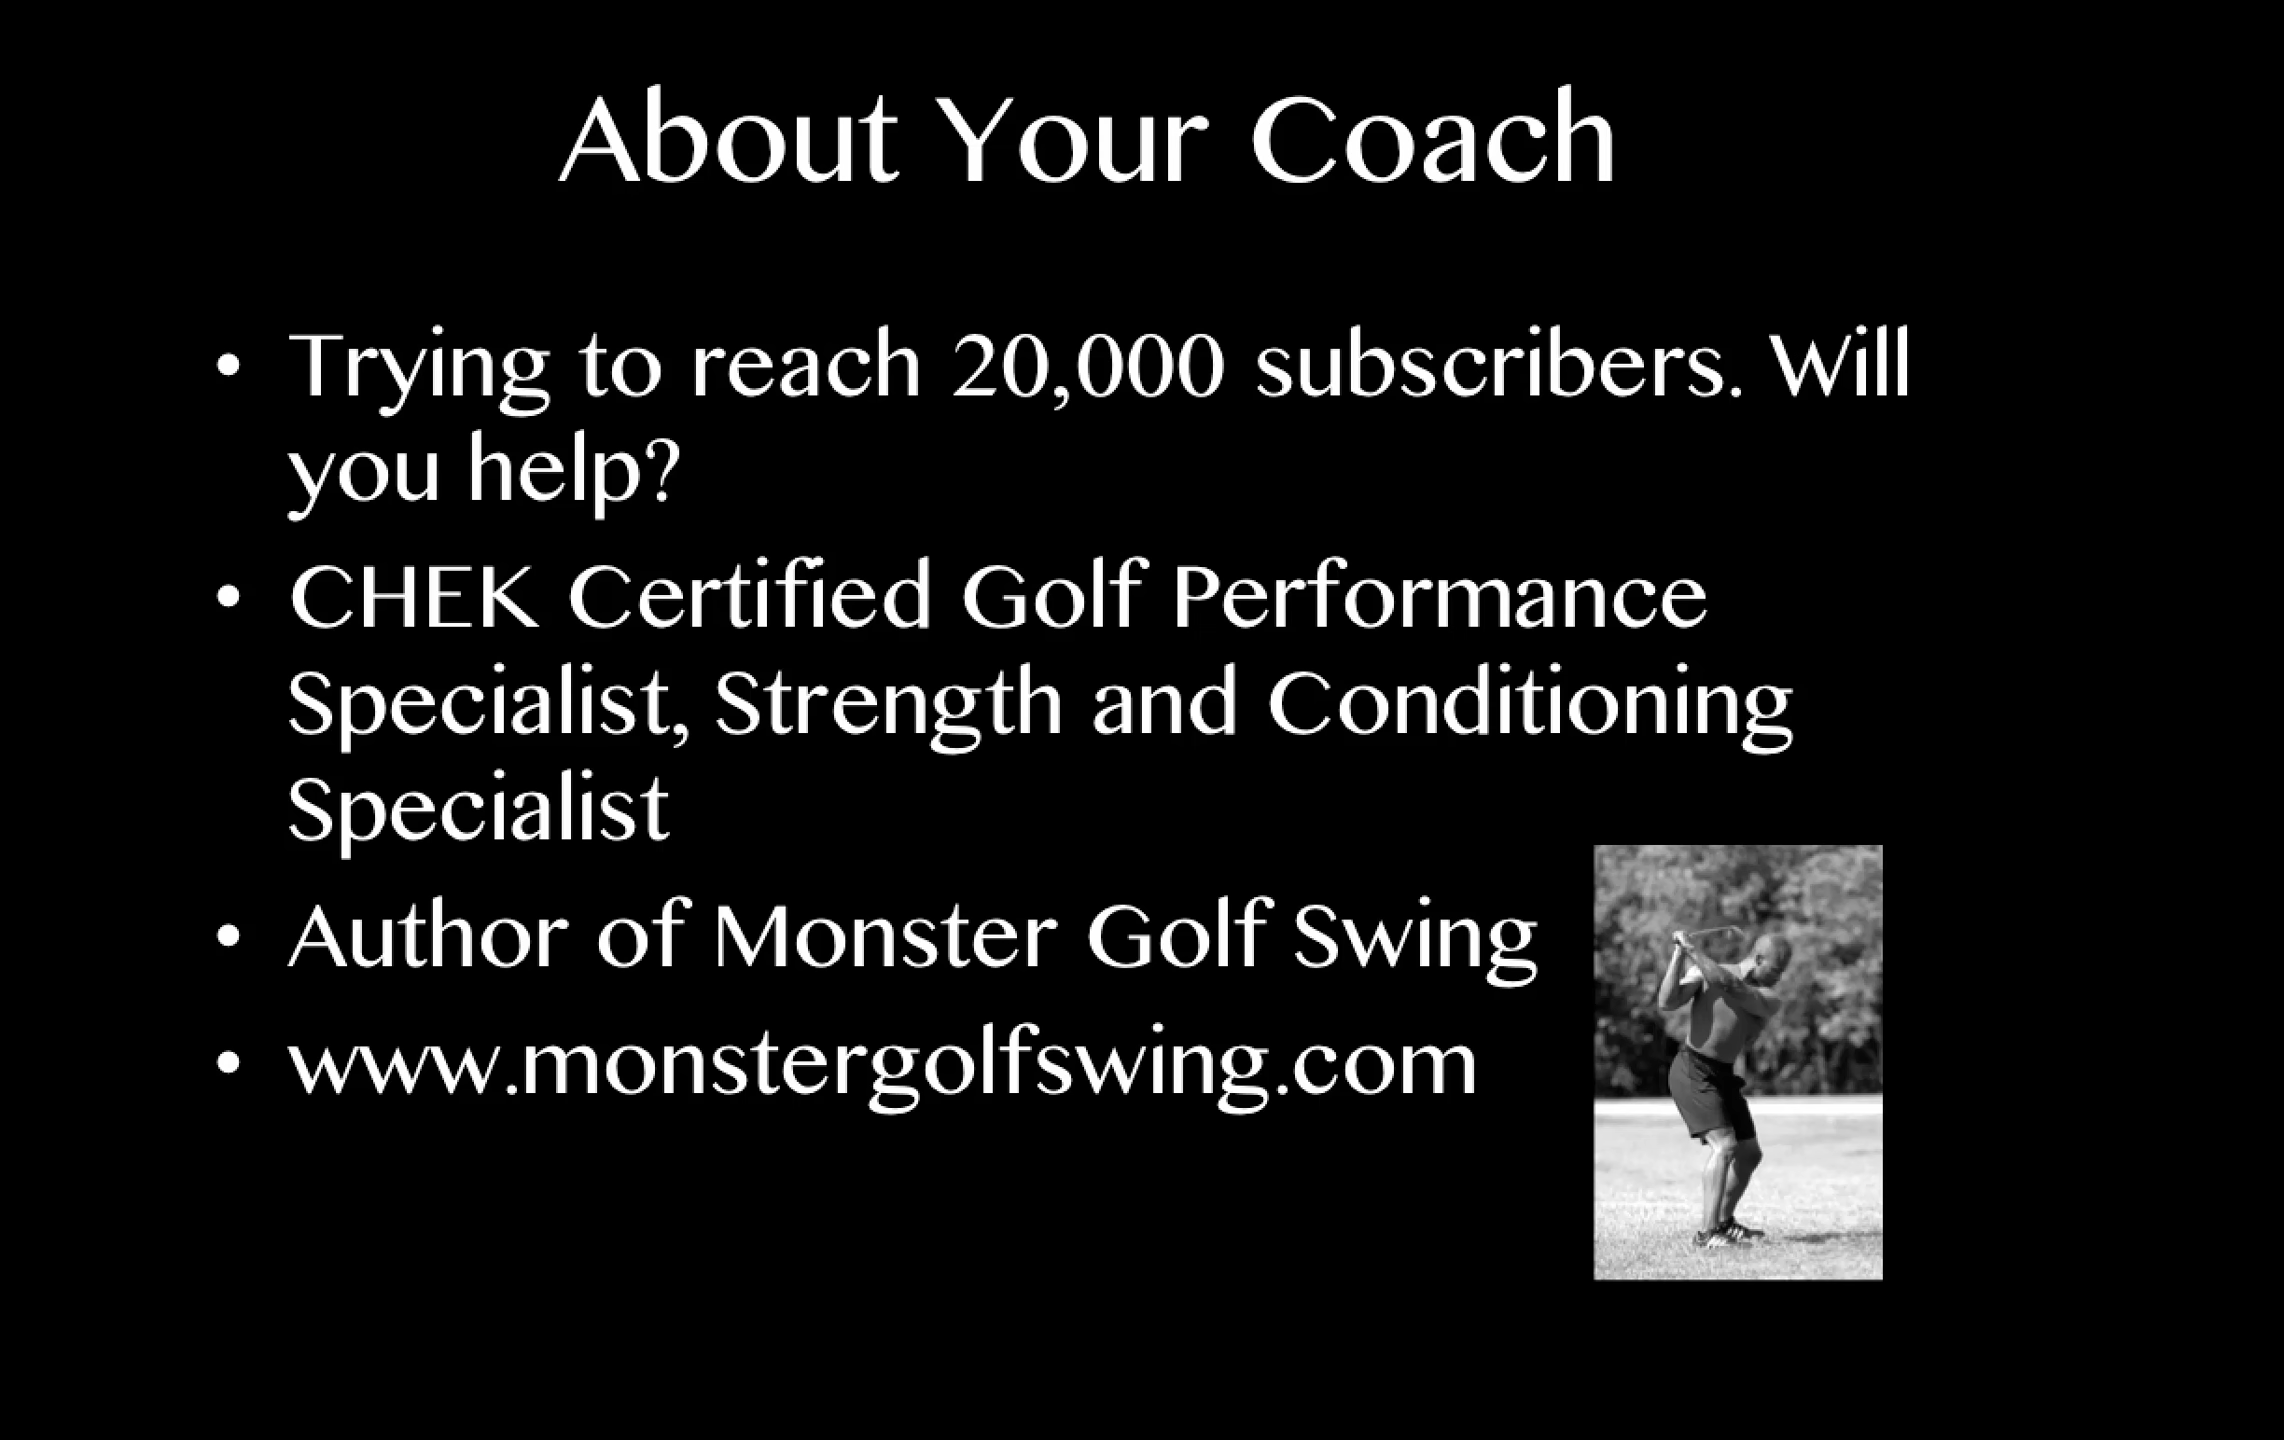 About Your Coach
• Trying to reach 20,000 subscribers. Will
you help?
• CHEK Certified Golf Performance
Specialist, Strength and Conditioning
Specialist
• Author of Monster Golf Swing
• www.monstergolfswing.com